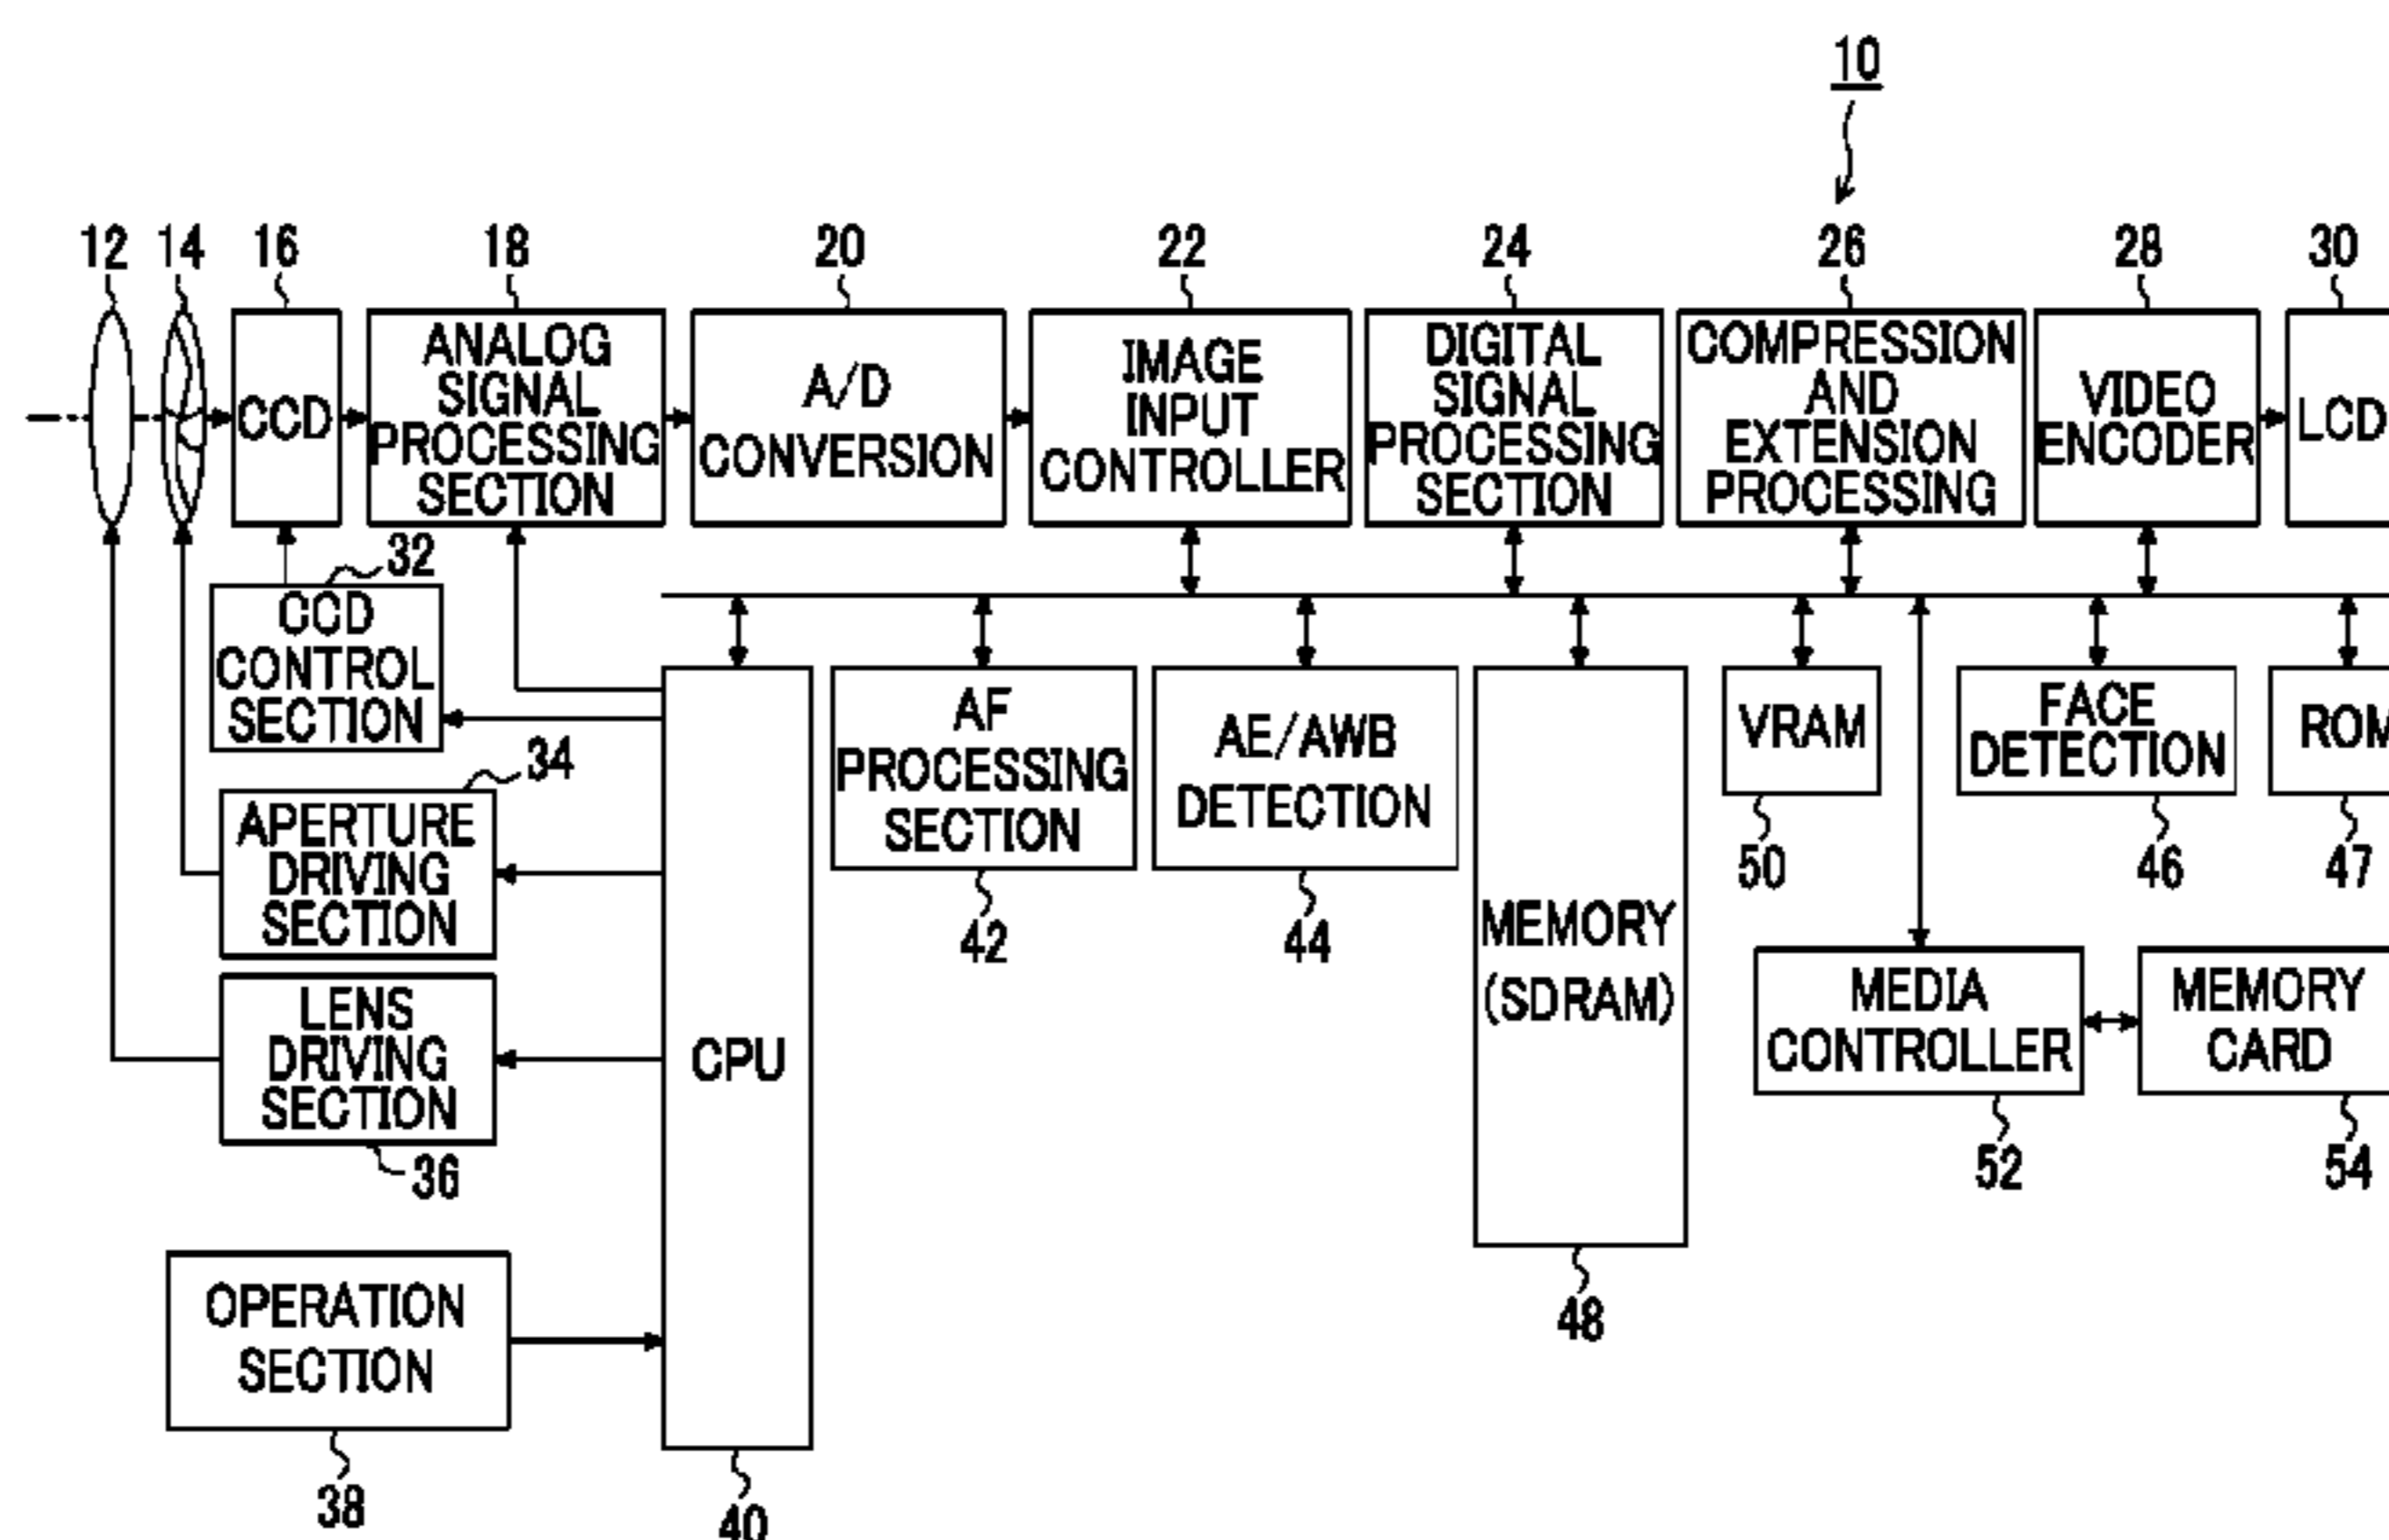 10
12
14
16
18
20
22
24
26
28
30
CCD
ANALOG
SIGNAL
PROCESSING
SECTION
A/D
CONVERSION
IMAGE
INPUT
CONTROLLER
DIGITAL
SIGNAL
PROCESSING
SECTION
COMPRESSION
AND
EXTENSION
PROCESSING
VIDEO
ENCODER
LCD
32
CCD
CONTROL
SECTION
34
APERTURE
DRIVING
SECTION
LENS
DRIVING
SECTION
36
OPERATION
SECTION
38
CPU
40
AF
PROCESSING
SECTION
42
AE/AWB
DETECTION
44
MEMORY
(SDRAM)
48
VRAM
50
FACE
DETECTION
46
ROM
47
MEDIA
CONTROLLER
52
MEMORY
CARD
54